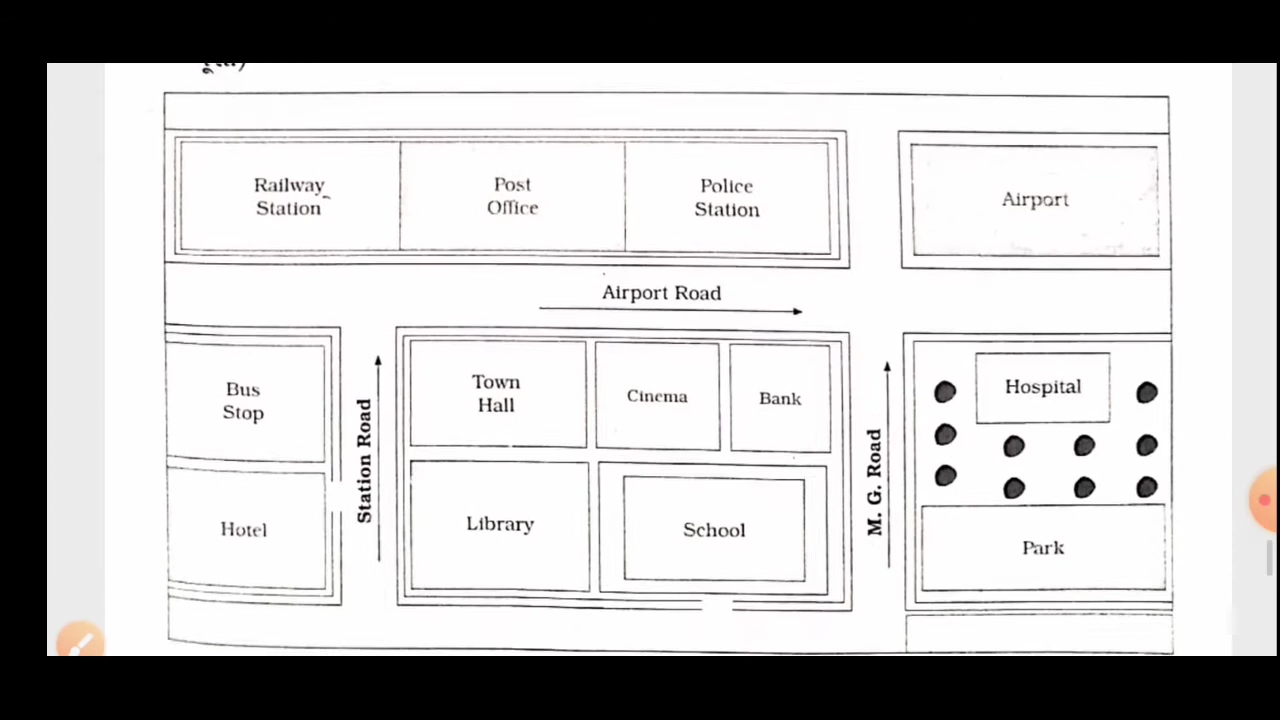 Railway
Station
Post
Office
Police
Station
Airport
Airport Road
Bus
Stop
Station Road
Town
Hall
Cinema
Bank
M. G. Road
Hospital
Hotel
Library
School
Park